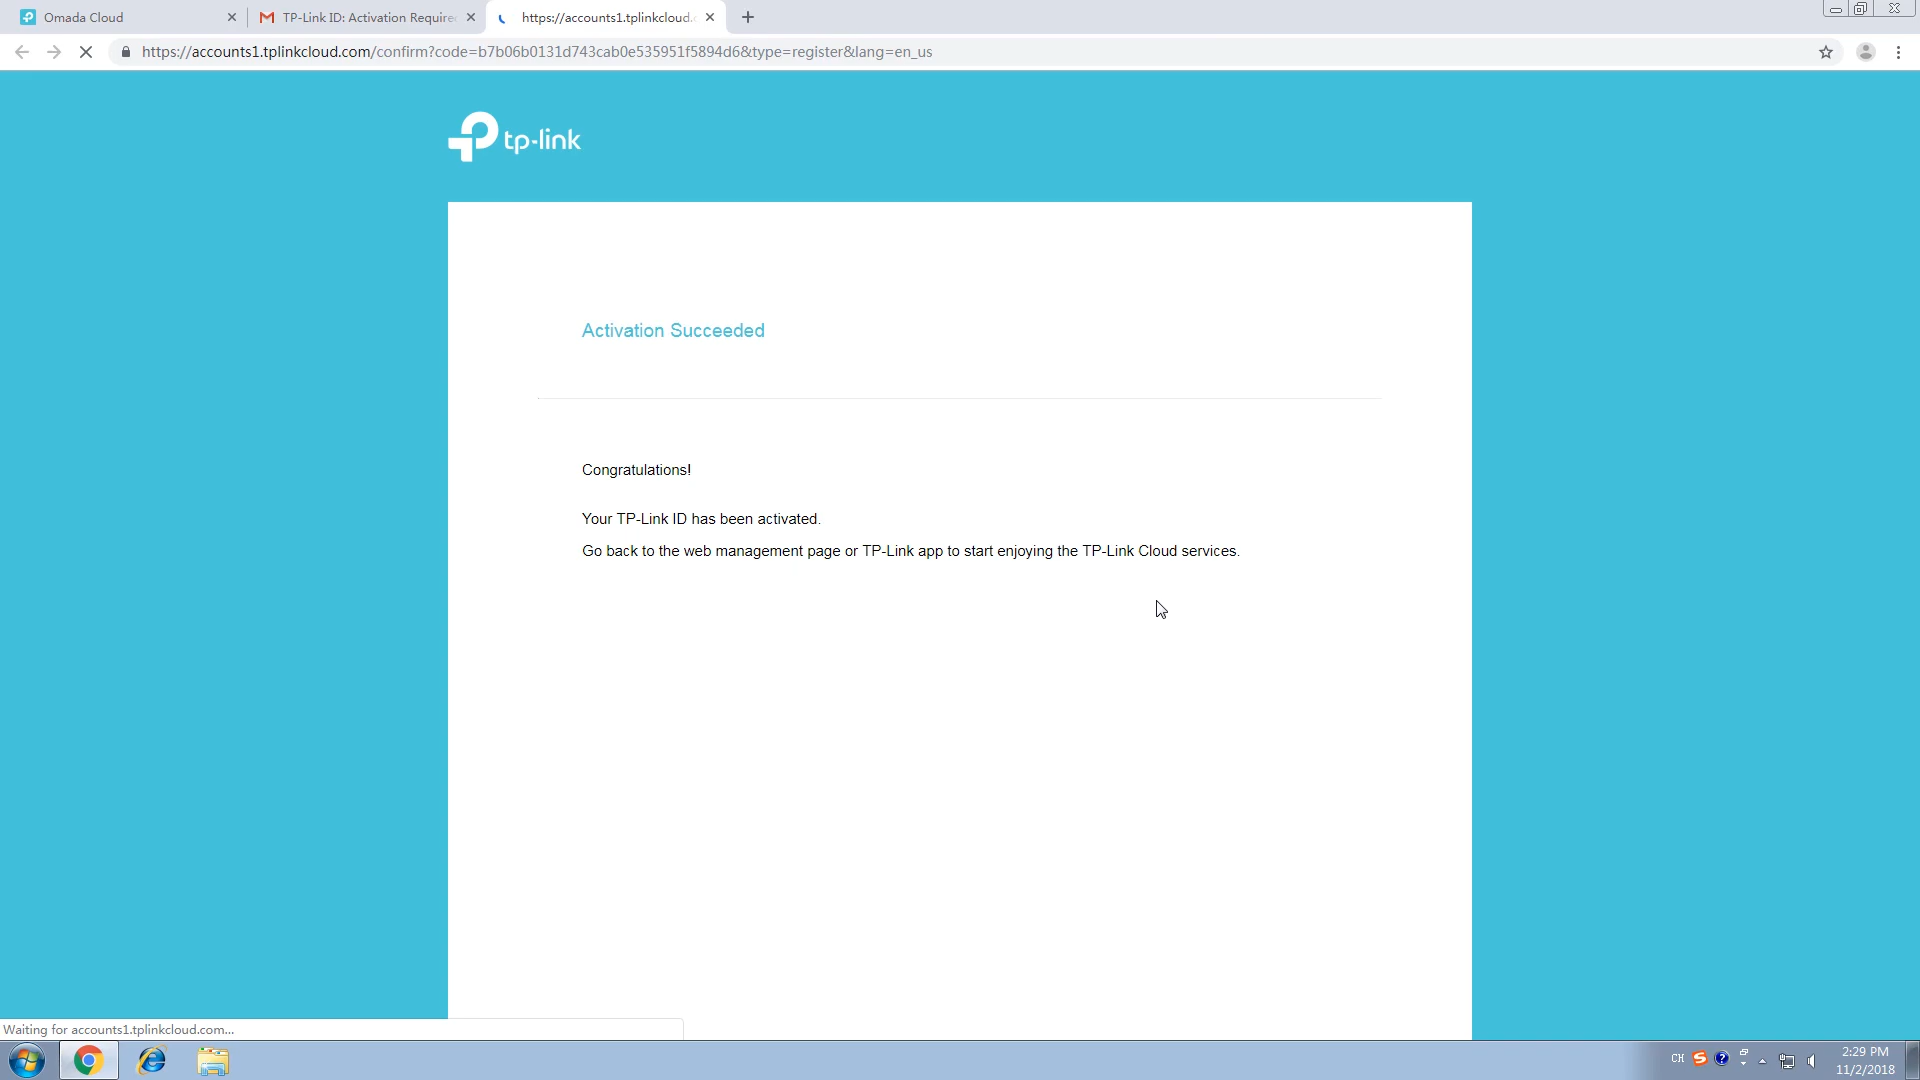 Omada Cloud
TP-Link ID: Activation Require
https://accounts1.tplinkcloud.
https://accounts1.tplinkcloud.com/confirm?code=b7b06b0131d743cab0e535951f5894d6&type=register&lang=en_us
tp-link
Activation Succeeded
Congratulations!
Your TP-Link ID has been activated.
Go back to the web management page or TP-Link app to start enjoying the TP-Link Cloud services.
Waiting for accounts1.tplinkcloud.com...
CH
2:29 PM
11/2/2018